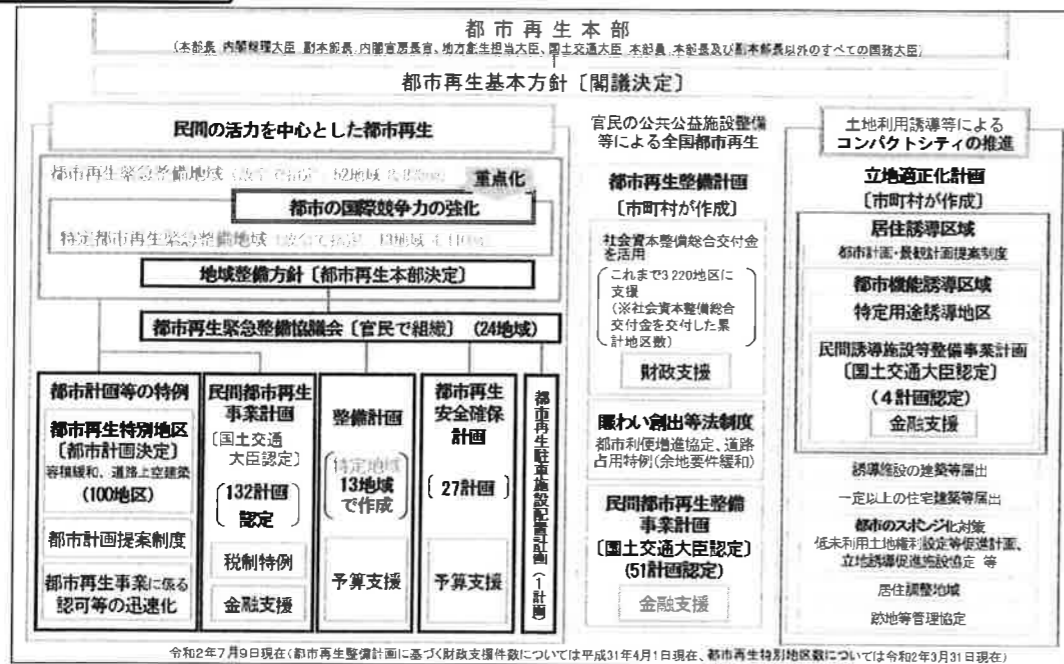 都市再生本部
(本部長 内閣総理大臣 副本部長 内閣官房長官、地方創生担当大臣、国土交通大臣 本部員 本部長及び副本部長以外のすべての国務大臣)
都市再生基本方針〔閣議決定〕
民間の活力を中心とした都市再生
都市再生緊急整備地域 52地域
重点化
都市の国際競争力の強化
特定都市再生緊急整備地域 13地域
地域整備方針〔都市再生本部決定〕
都市再生緊急整備協議会〔官民で組織〕(24地域)
都市計画等の特例
都市再生特別地区
〔都市計画決定〕
容積緩和、道路上空建築
(100地区)
都市計画提案制度
都市再生事業に係る
認可等の迅速化
民間都市再生
事業計画
〔国土交通
大臣認定〕
132計画
認定
税制特例
金融支援
整備計画
特定地域
13地域
で作成
予算支援
都市再生
安全確保
計画
27計画
予算支援
都市再生駐車施設配置計画(1計画)
官民の公共公益施設整備
等による全国都市再生
都市再生整備計画
〔市町村が作成〕
社会資本整備総合交付金
を活用
これまで3 220地区に
支援
(※社会資本整備総合
交付金を交付した累
計地区数)
財政支援
賑わい創出等法制度
都市利便増進協定、道路
占用特例(余地要件緩和)
民間都市再生整備
事業計画
〔国土交通大臣認定〕
(51計画認定)
金融支援
土地利用誘導等による
コンパクトシティの推進
立地適正化計画
〔市町村が作成〕
居住誘導区域
都市計画・景観計画提案制度
都市機能誘導区域
特定用途誘導地区
民間誘導施設等整備事業計画
〔国土交通大臣認定〕
(4計画認定)
金融支援
誘導施設の建築等届出
一定以上の住宅建築等届出
都市のスポンジ化対策
低未利用土地権利設定等促進計画、
立地誘導促進施設協定 等
居住調整地域
跡地等管理協定
令和2年7月9日現在(都市再生整備計画に基づく財政支援件数については平成31年4月1日現在、都市再生特別地区数については令和2年3月31日現在)